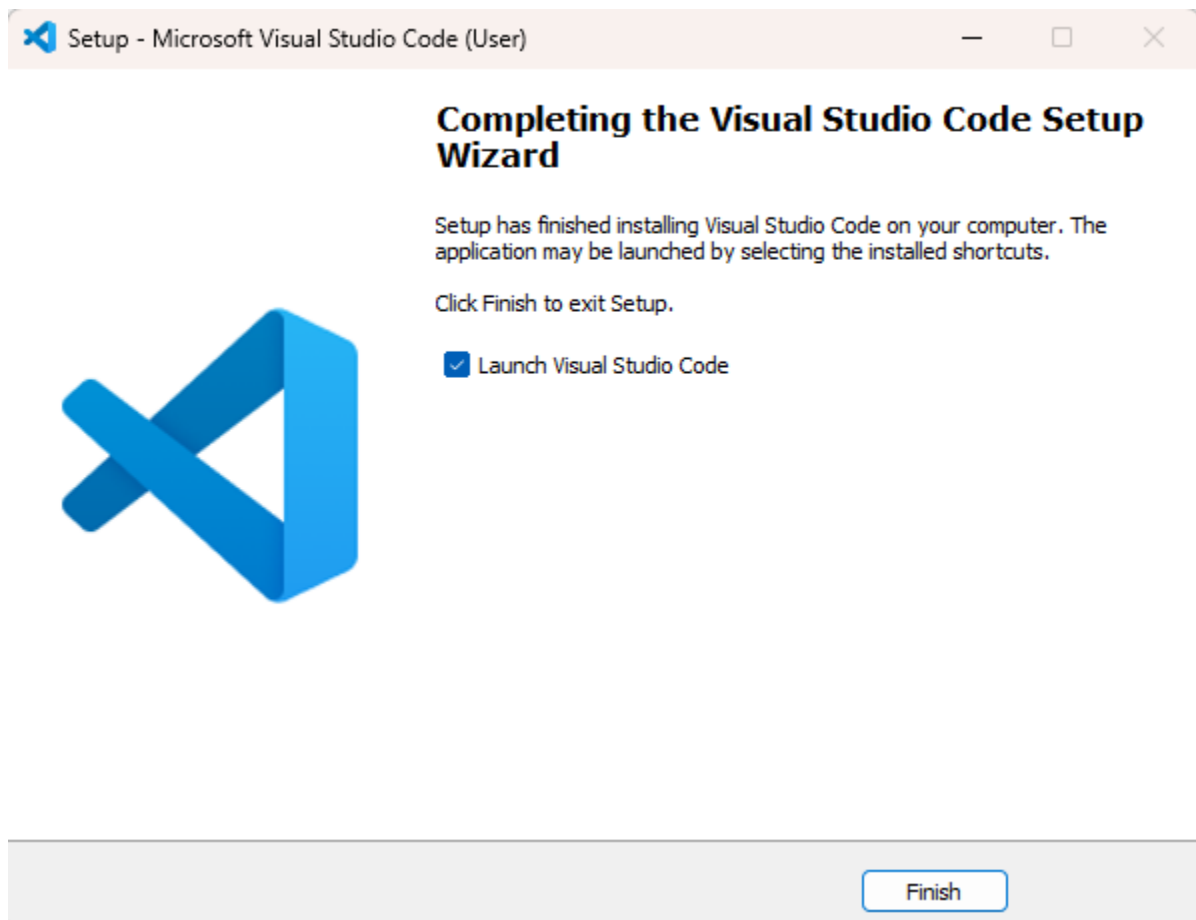 Setup - Microsoft Visual Studio Code (User)
Completing the Visual Studio Code Setup
Wizard
Setup has finished installing Visual Studio Code on your computer. The
application may be launched by selecting the installed shortcuts.
Click Finish to exit Setup.
Launch Visual Studio Code
Finish